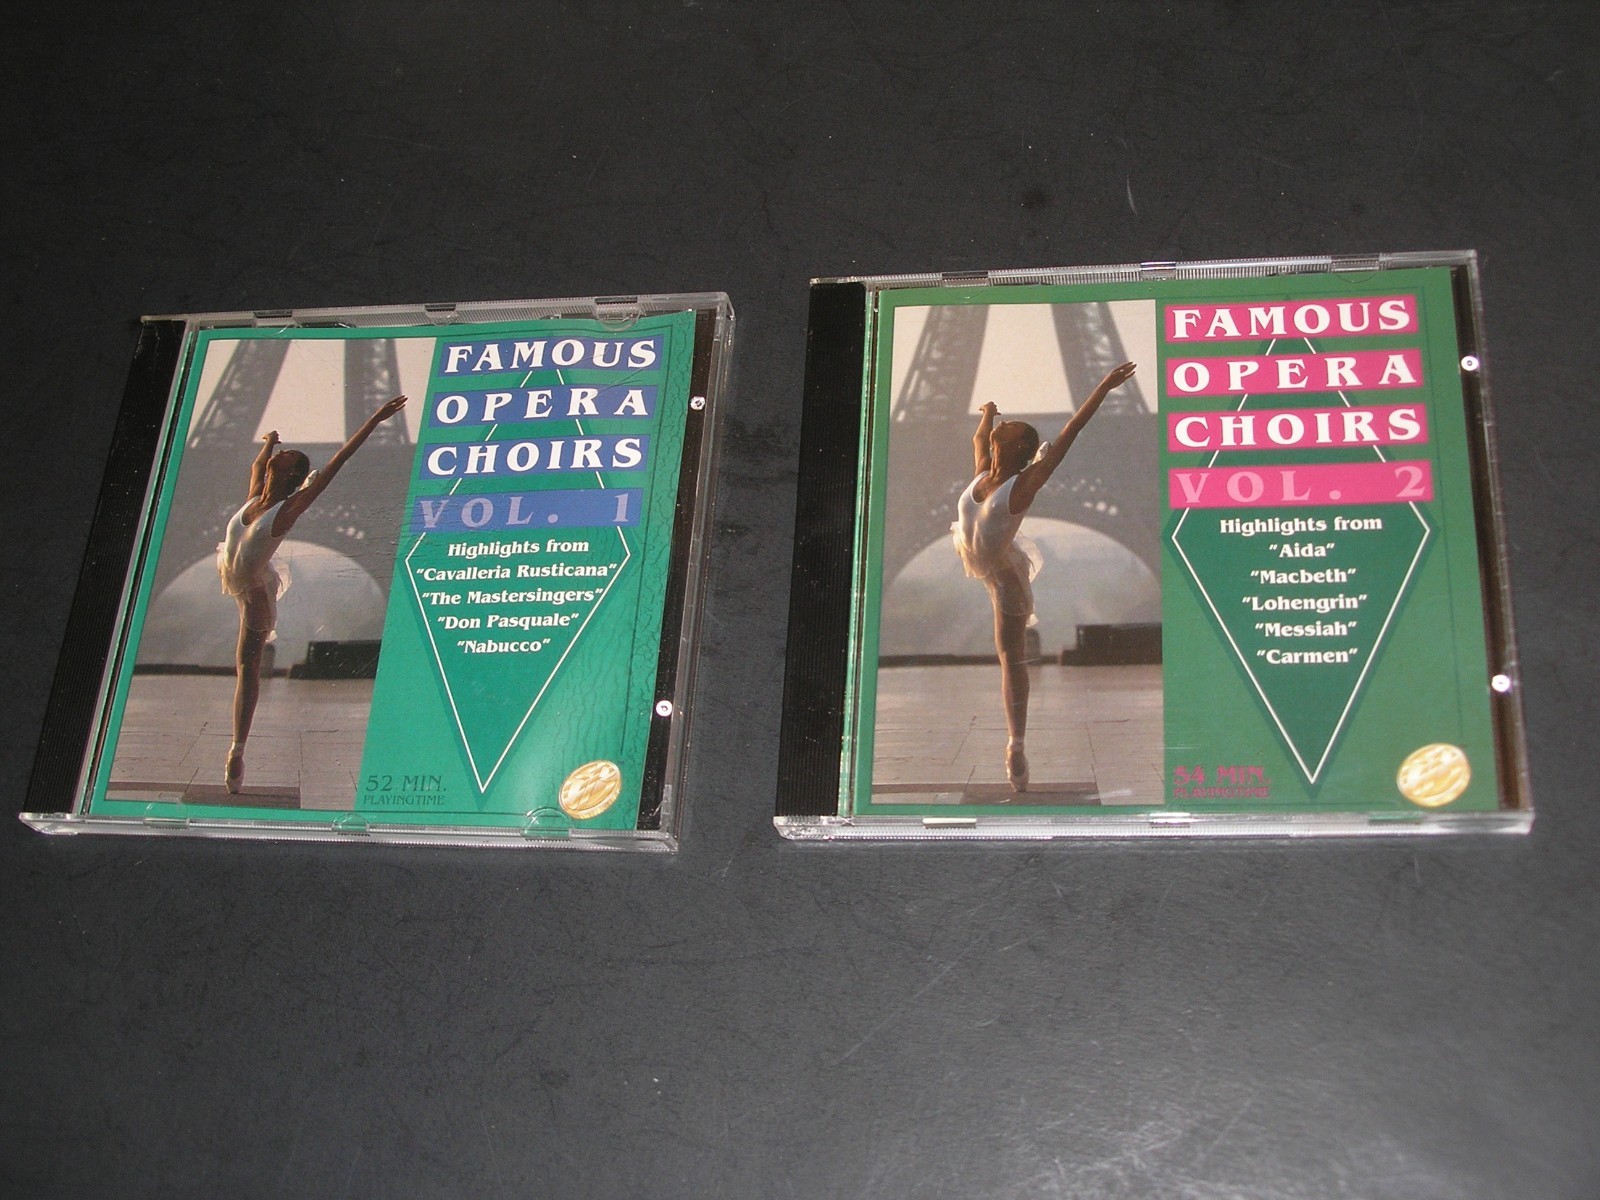 FAMOUS
OPERA
CHOIRS
VOL. 1
Highlights from
"Cavalleria Rusticana"
"The Mastersingers"
"Don Pasquale"
"Nabucco"
52 MIN.
PLAYINGTIME
FAMOUS
OPERA
CHOIRS
VOL. 2
Highlights from
"Aida"
"Macbeth"
"Lohengrin"
"Messiah"
"Carmen"
54 MIN.